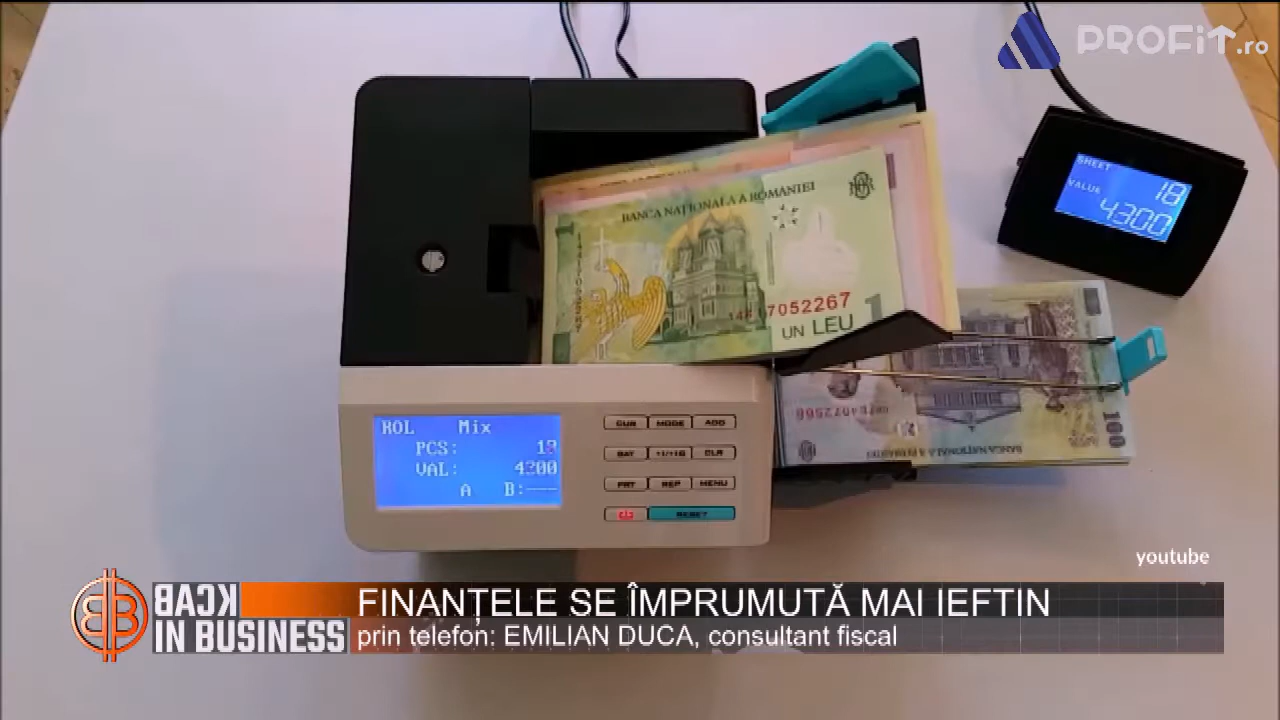 PROFIT.ro
SHEET 18
VALUE 4300
BANCA NAȚIONALĂ A ROMÂNIEI
7052267
UN LEU 1
100
ROL Mix
PCS:
VAL: 4200
A B:----
CUR MODE ADD
BAT CLR
PRT REP MENU
RESET
youtube
BACK
IN BUSINESS
FINANȚELE SE ÎMPRUMUTĂ MAI IEFTIN
prin telefon: EMILIAN DUCA, consultant fiscal